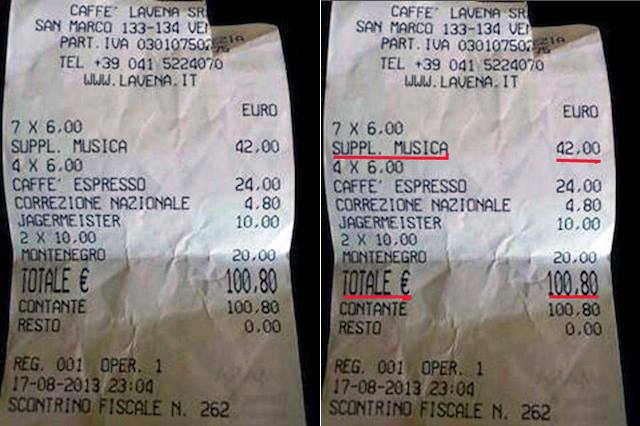 CAFFE' LAVENA SR
SAN MARCO 133-134 VE
PART. IVA 030107502
TEL +39 041 5224070
WWW.LAVENA.IT
EURO
7 X 6,00
SUPPL. MUSICA 42,00
4 X 6,00
CAFFE' ESPRESSO 24,00
CORREZIONE NAZIONALE 4,80
JAGERMEISTER 10,00
2 X 10,00
MONTENEGRO 20,00
TOTALE € 100,80
CONTANTE 100,80
RESTO 0,00
REG. 001 OPER. 1
17-08-2013 23:04
SCONTRINO FISCALE N. 262
CAFFE' LAVENA SR
SAN MARCO 133-134 VE
PART. IVA 030107502
TEL +39 041 5224070
WWW.LAVENA.IT
EURO
7 X 6,00
SUPPL. MUSICA 42,00
4 X 6,00
CAFFE' ESPRESSO 24,00
CORREZIONE NAZIONALE 4,80
JAGERMEISTER 10,00
2 X 10,00
MONTENEGRO 20,00
TOTALE € 100,80
CONTANTE 100,80
RESTO 0,00
REG. 001 OPER. 1
17-08-2013 23:04
SCONTRINO FISCALE N. 262